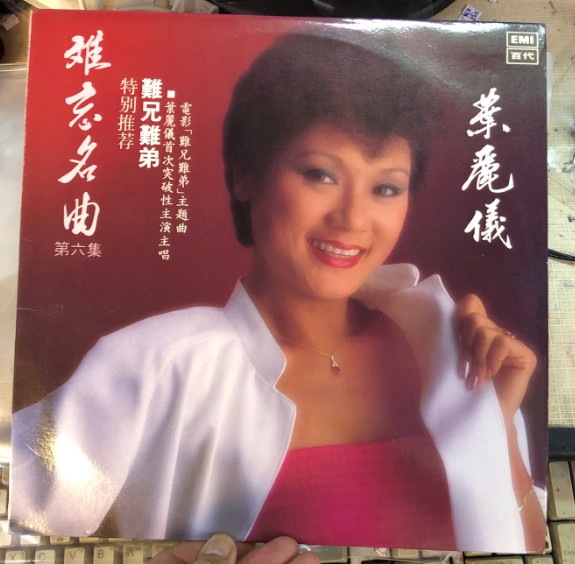 難忘名曲
第六集
特别推荐
難兄難弟
■葉麗儀首次突破性主演主唱
電影「難兄難弟」主題曲
葉麗儀
EMI
百代